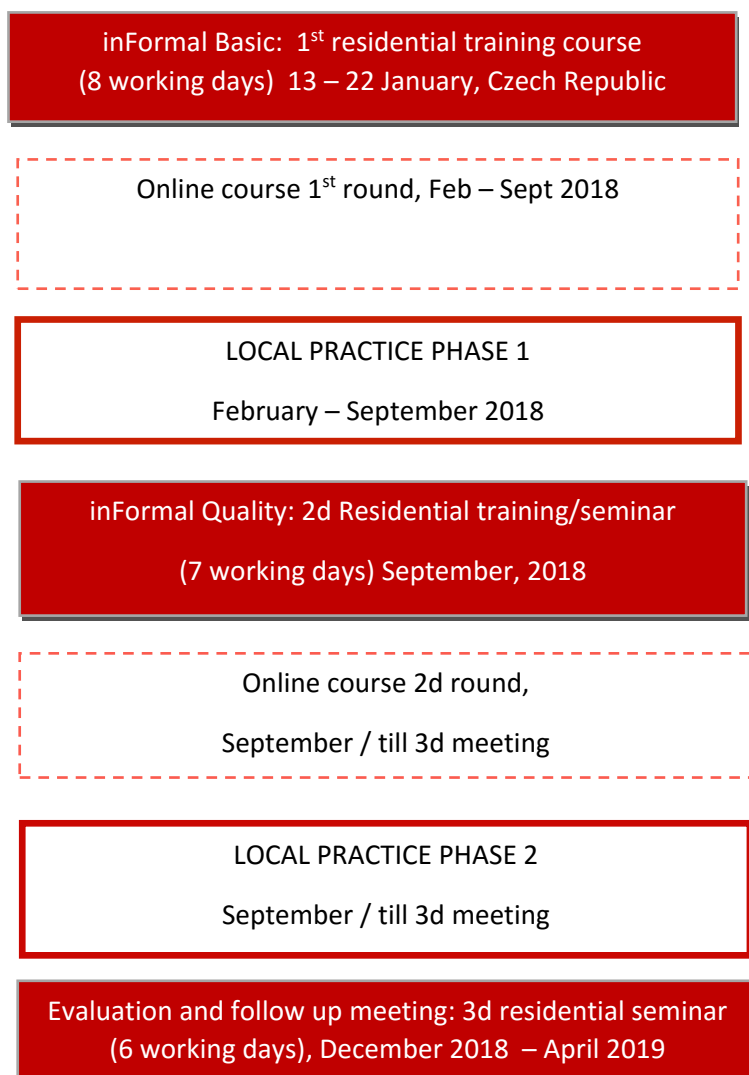 inFormal Basic:  1st residential training course
(8 working days)  13 – 22 January, Czech Republic
Online course 1st round, Feb – Sept 2018
LOCAL PRACTICE PHASE 1
February – September 2018
inFormal Quality: 2d Residential training/seminar
(7 working days) September, 2018
Online course 2d round,
September / till 3d meeting
LOCAL PRACTICE PHASE 2
September / till 3d meeting
Evaluation and follow up meeting: 3d residential seminar
(6 working days), December 2018  – April 2019